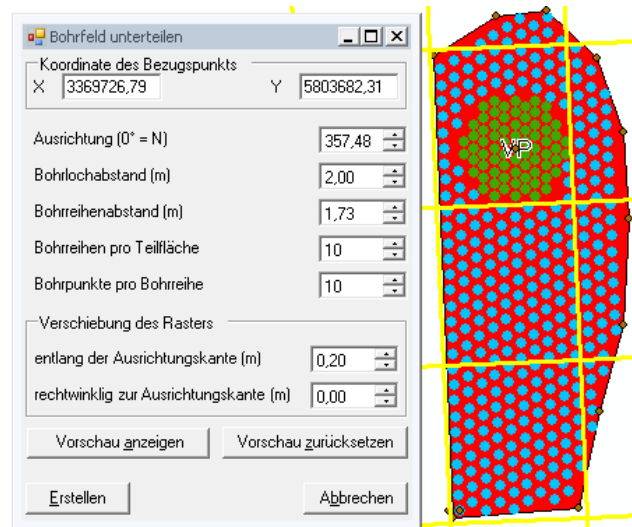 Bohrfeld unterteilen
Koordinate des Bezugspunkts
X 3369726,79 Y 5803682,31
Ausrichtung (0° = N) 357,48
Bohrlochabstand (m) 2,00
Bohrreihenabstand (m) 1,73
Bohrreihen pro Teilfläche 10
Bohrpunkte pro Bohrreihe 10
Verschiebung des Rasters
entlang der Ausrichtungskante (m) 0,20
rechtwinklig zur Ausrichtungskante (m) 0,00
Vorschau anzeigen Vorschau zurücksetzen
Erstellen Abbrechen
VP